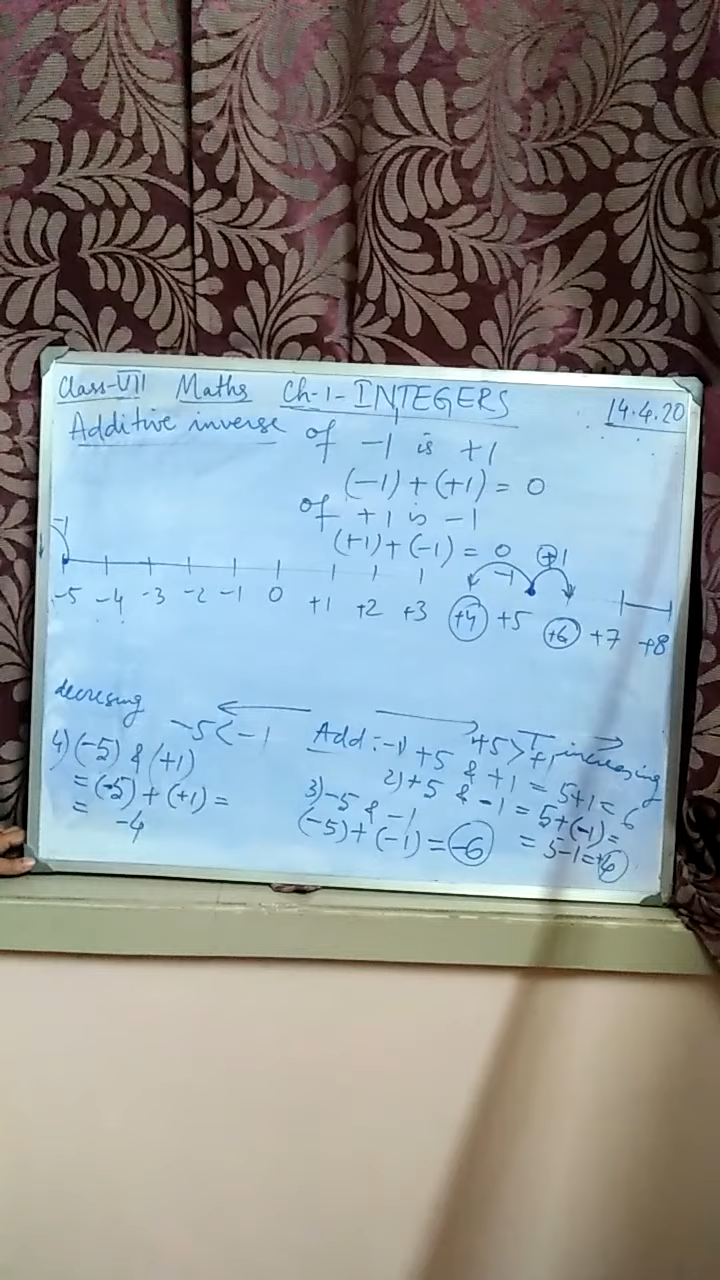 Class-VII Maths Ch-1-INTEGERS 14.4.20
Additive inverse of -1 is +1
(-1)+(+1)=0
of +1 is -1
(+1)+(-1)=0
-1
-1
+1
-5 -4 -3 -2 -1 0 +1 +2 +3 +4 +5 +6 +7 +8
decresing
-5<-1
+5>+1 increasing
Add:-1) +5 & +1 = 5+1=6
2)+5 & -1 = 5+(-1)=
= 5-1=+4
3)-5 & -1
(-5)+(-1)=-6
4)(-5) & (+1)
=(-5)+(+1)=
= -4